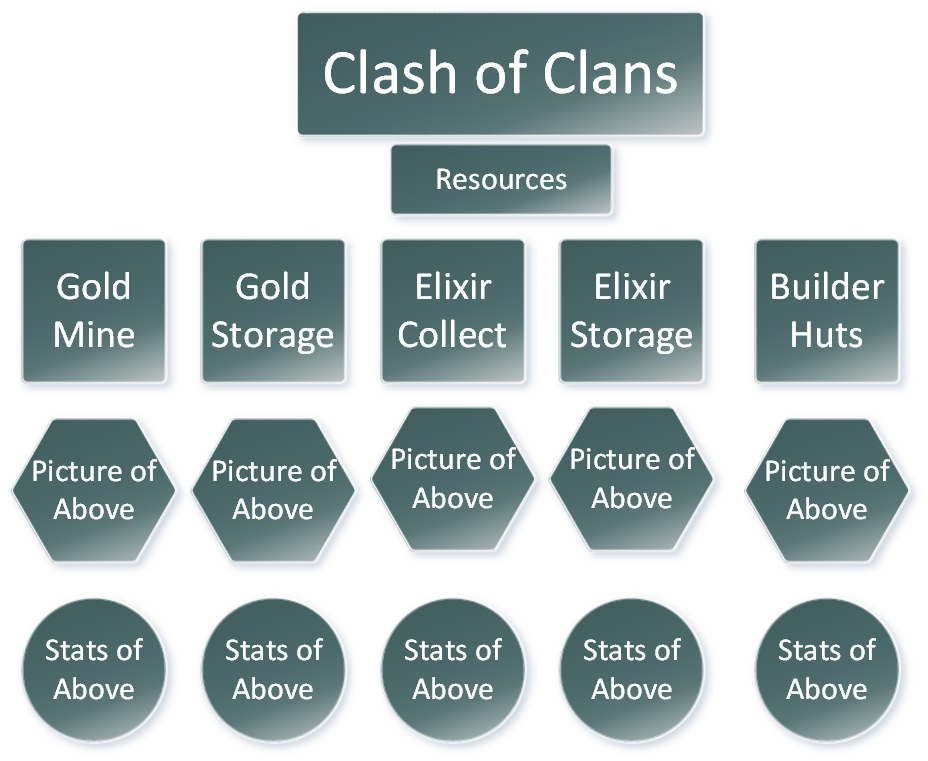 Clash of Clans
Resources
Gold
Mine
Gold
Storage
Elixir
Collect
Elixir
Storage
Builder
Huts
Picture of
Above
Picture of
Above
Picture of
Above
Picture of
Above
Picture of
Above
Stats of
Above
Stats of
Above
Stats of
Above
Stats of
Above
Stats of
Above